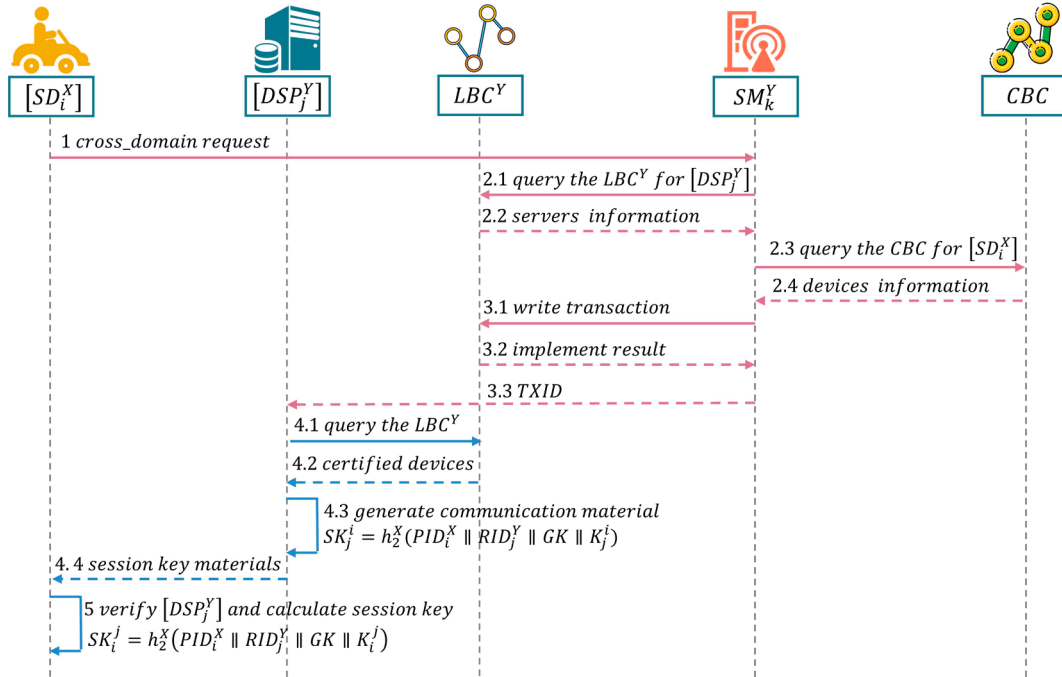 [SD_i^X] [DSP_j^Y] LBC^Y SM_k^Y CBC
1 cross_domain request
2.1 query the LBC^Y for [DSP_j^Y]
2.2 servers information
2.3 query the CBC for [SD_i^X]
2.4 devices information
3.1 write transaction
3.2 implement result
3.3 TXID
4.1 query the LBC^Y
4.2 certified devices
4.3 generate communication material
SK_j^i = h_2^X(PID_i^X ∥ RID_j^Y ∥ GK ∥ K_j^i)
4.4 session key materials
5 verify [DSP_j^Y] and calculate session key
SK_i^j = h_2^X(PID_i^X ∥ RID_j^Y ∥ GK ∥ K_i^j)